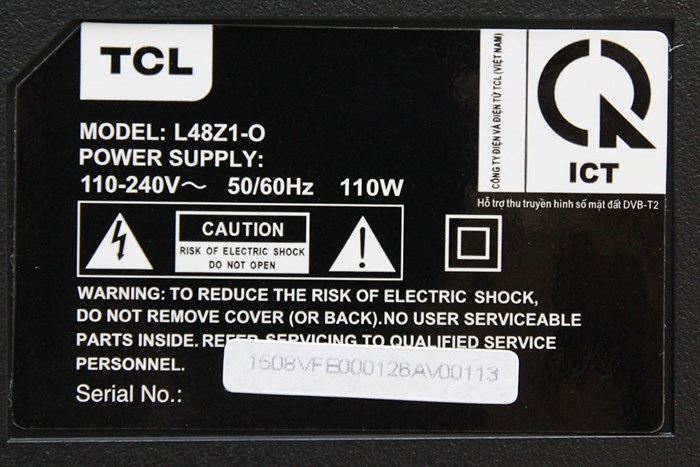 TCL
MODEL: L48Z1-O
POWER SUPPLY:
110-240V～ 50/60Hz 110W
CÔNG TY ĐIỆN VÀ ĐIỆN TỬ TCL (VIỆT NAM)
ICT
Hỗ trợ thu truyền hình số mặt đất DVB-T2
CAUTION
RISK OF ELECTRIC SHOCK
DO NOT OPEN
WARNING: TO REDUCE THE RISK OF ELECTRIC SHOCK,
DO NOT REMOVE COVER (OR BACK).NO USER SERVICEABLE
PARTS INSIDE. REFER SERVICING TO QUALIFIED SERVICE
PERSONNEL.
Serial No.: 1508VFE000126AV00113